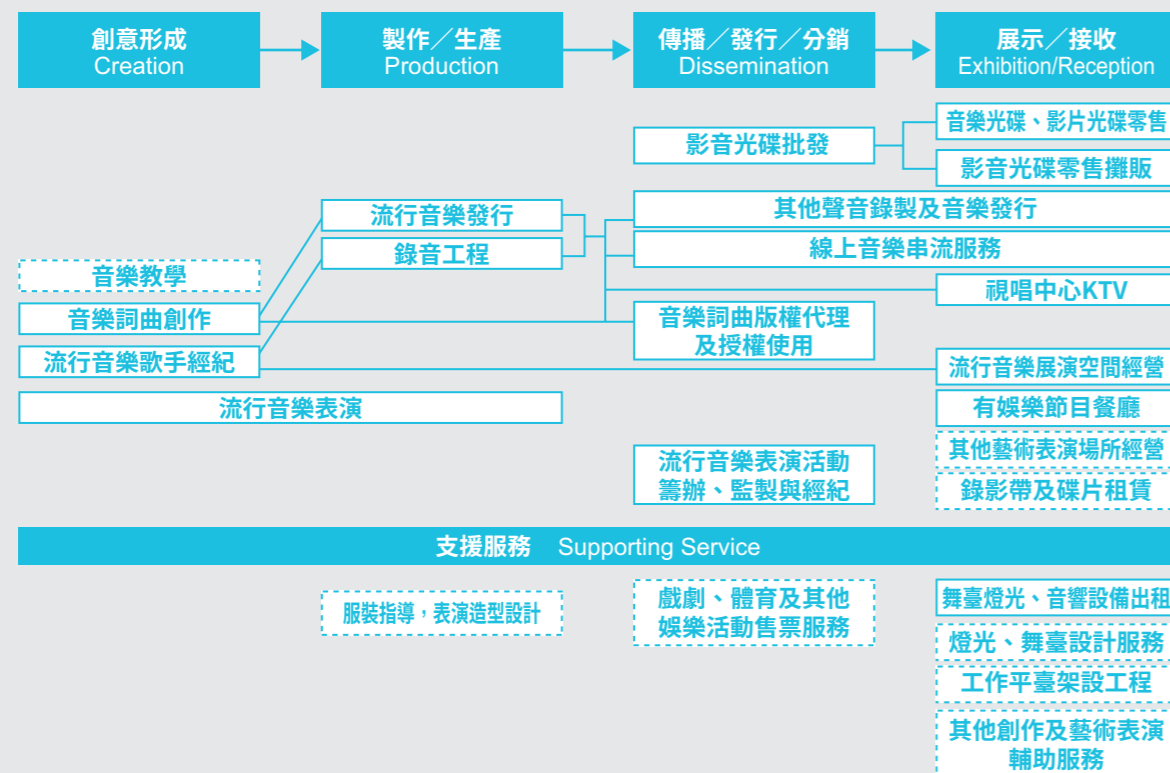 創意形成
Creation
製作／生產
Production
傳播／發行／分銷
Dissemination
展示／接收
Exhibition/Reception
影音光碟批發
音樂光碟、影片光碟零售
影音光碟零售攤販
流行音樂發行
錄音工程
其他聲音錄製及音樂發行
線上音樂串流服務
音樂教學
音樂詞曲創作
流行音樂歌手經紀
視唱中心KTV
音樂詞曲版權代理
及授權使用
流行音樂展演空間經營
流行音樂表演
有娛樂節目餐廳
流行音樂表演活動
籌辦、監製與經紀
其他藝術表演場所經營
錄影帶及碟片租賃
支援服務 Supporting Service
服裝指導，表演造型設計
戲劇、體育及其他
娛樂活動售票服務
舞臺燈光、音響設備出租
燈光、舞臺設計服務
工作平臺架設工程
其他創作及藝術表演
輔助服務